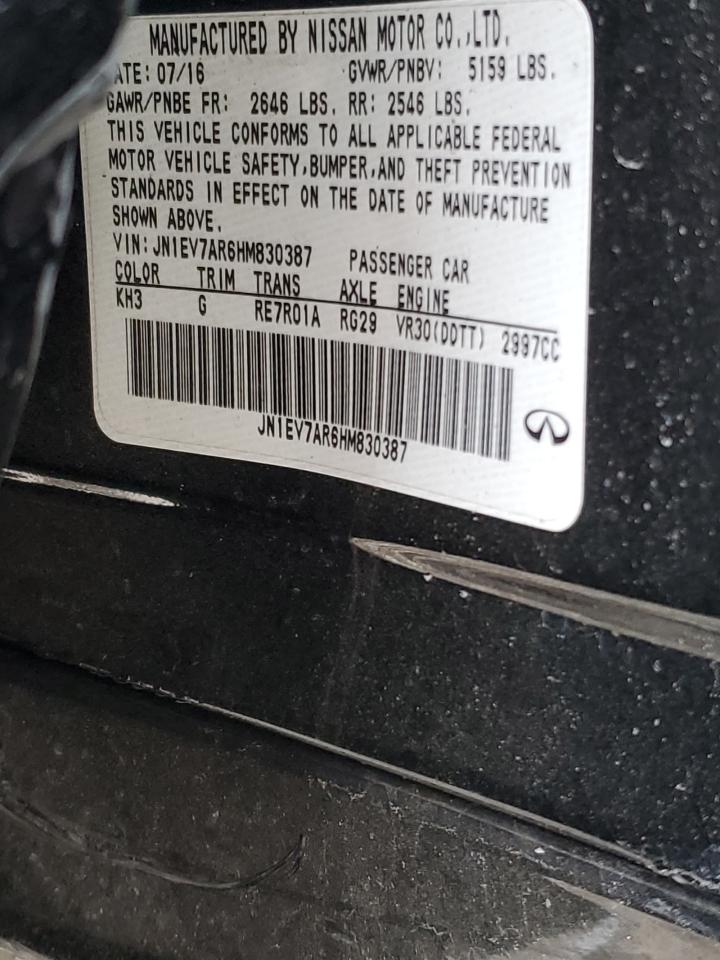 MANUFACTURED BY NISSAN MOTOR CO.,LTD.
ATE: 07/16 GVWR/PNBV: 5159 LBS.
GAWR/PNBE FR: 2646 LBS. RR: 2546 LBS.
THIS VEHICLE CONFORMS TO ALL APPLICABLE FEDERAL
MOTOR VEHICLE SAFETY,BUMPER,AND THEFT PREVENTION
STANDARDS IN EFFECT ON THE DATE OF MANUFACTURE
SHOWN ABOVE.
VIN: JN1EV7AR6HM830387 PASSENGER CAR
COLOR TRIM TRANS AXLE ENGINE
KH3 G RE7R01A RG29 VR30(DDTT) 2997CC
JN1EV7AR6HM830387